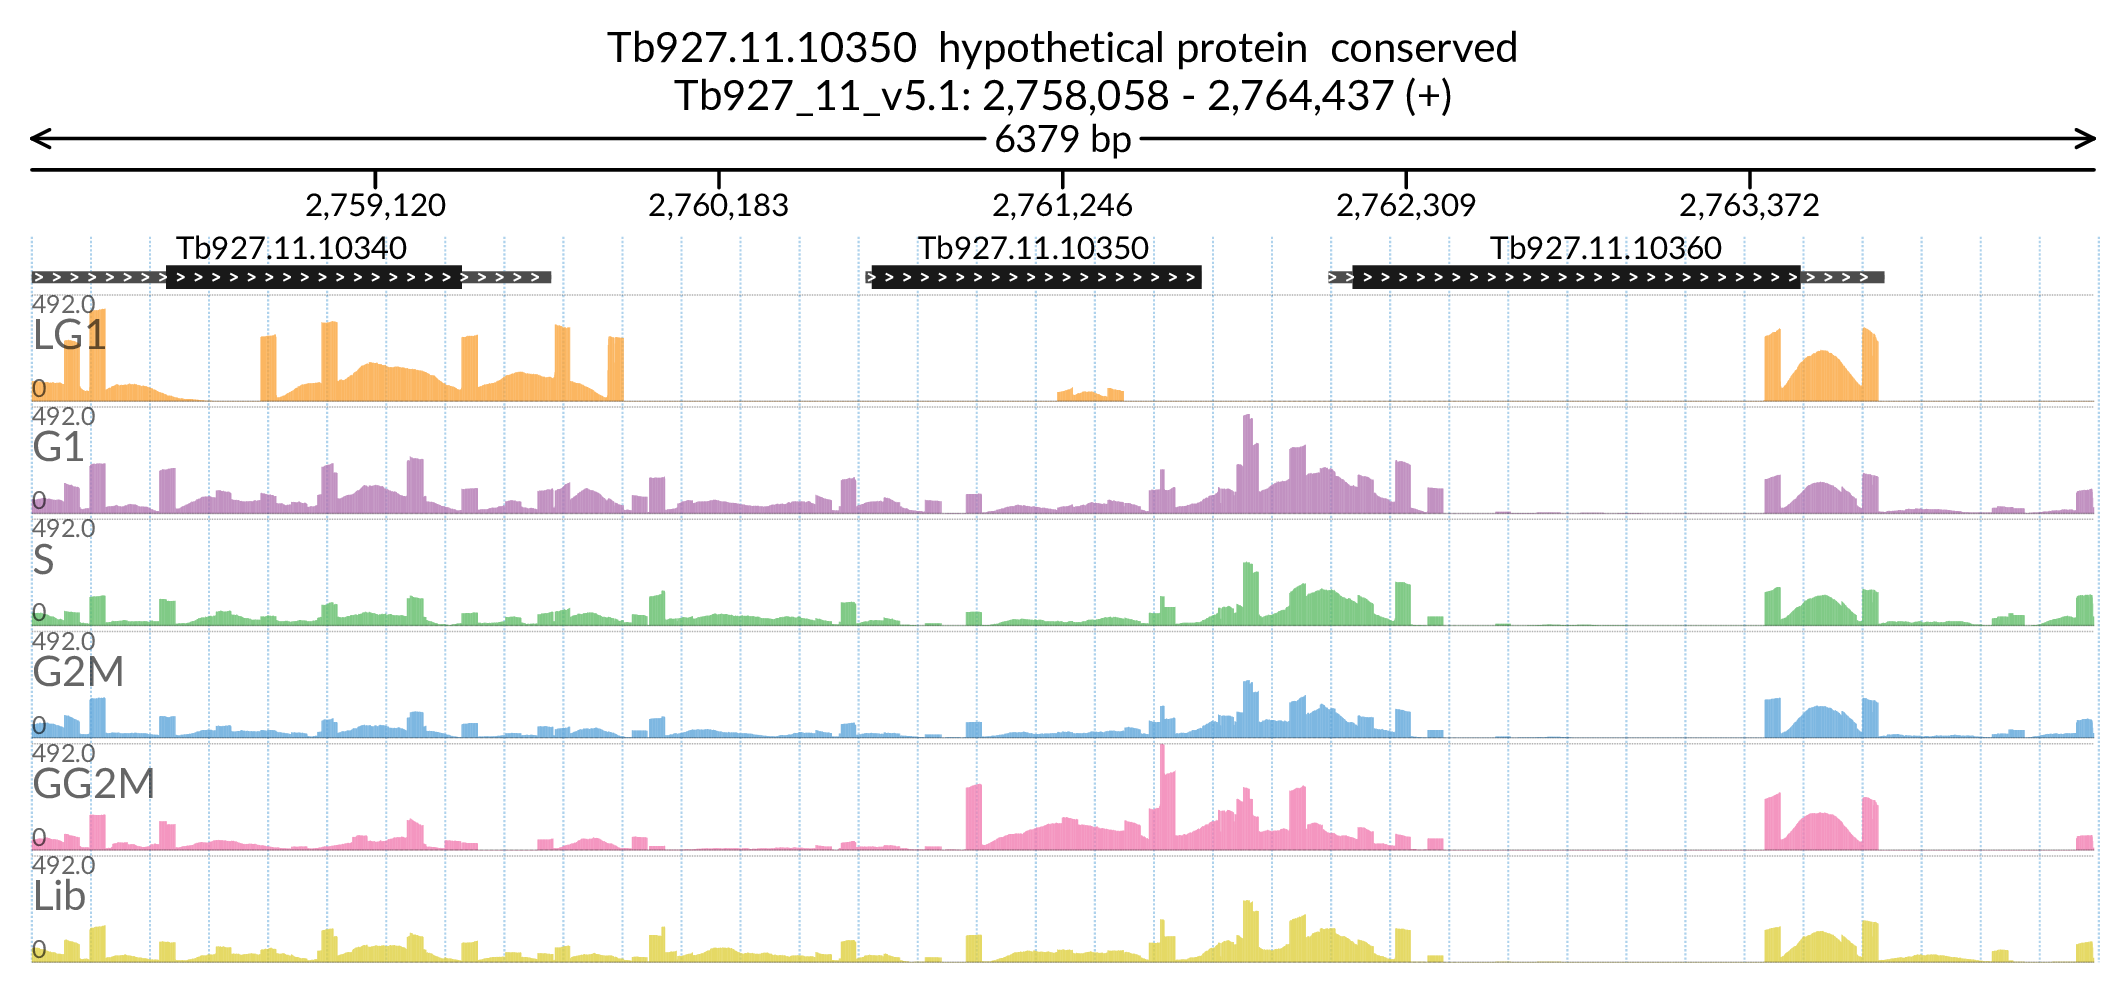 Tb927.11.10350 hypothetical protein conserved
Tb927_11_v5.1: 2,758,058 - 2,764,437 (+)
6379 bp
2,759,120 2,760,183 2,761,246 2,762,309 2,763,372
Tb927.11.10340 Tb927.11.10350 Tb927.11.10360
492.0
LG1
0
492.0
G1
0
492.0
S
0
492.0
G2M
0
492.0
GG2M
0
492.0
Lib
0